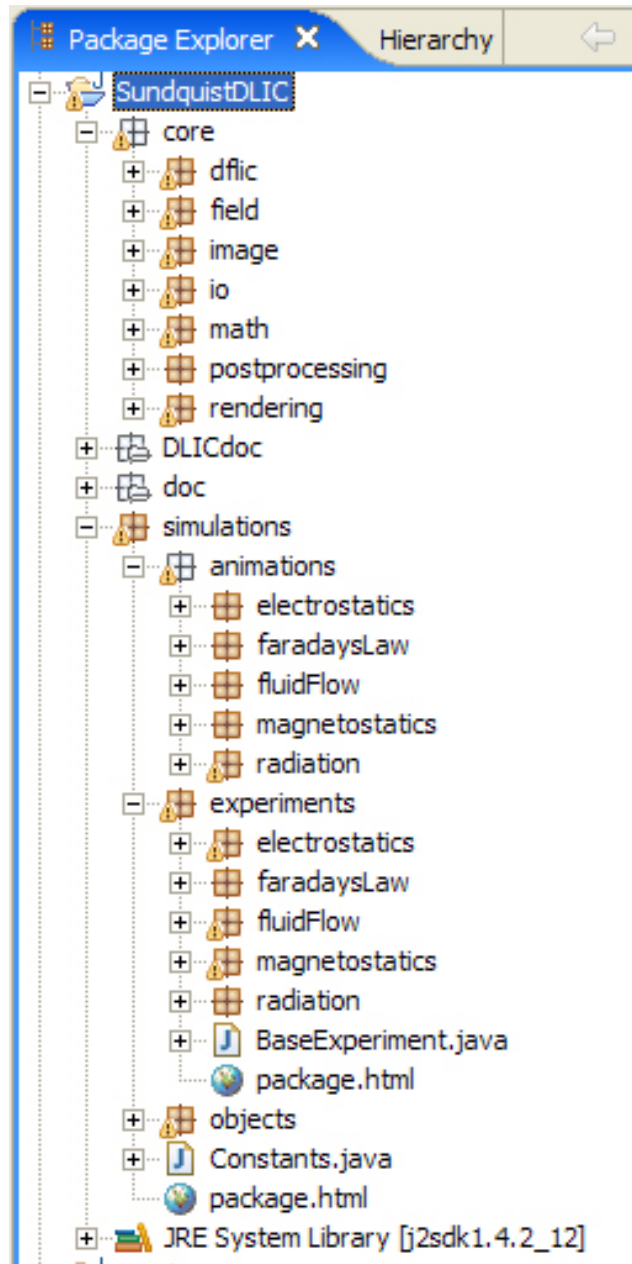 Package Explorer Hierarchy
SundquistDLIC
core
dflic
field
image
io
math
postprocessing
rendering
DLICdoc
doc
simulations
animations
electrostatics
faradaysLaw
fluidFlow
magnetostatics
radiation
experiments
electrostatics
faradaysLaw
fluidFlow
magnetostatics
radiation
BaseExperiment.java
package.html
objects
Constants.java
package.html
JRE System Library [j2sdk1.4.2_12]